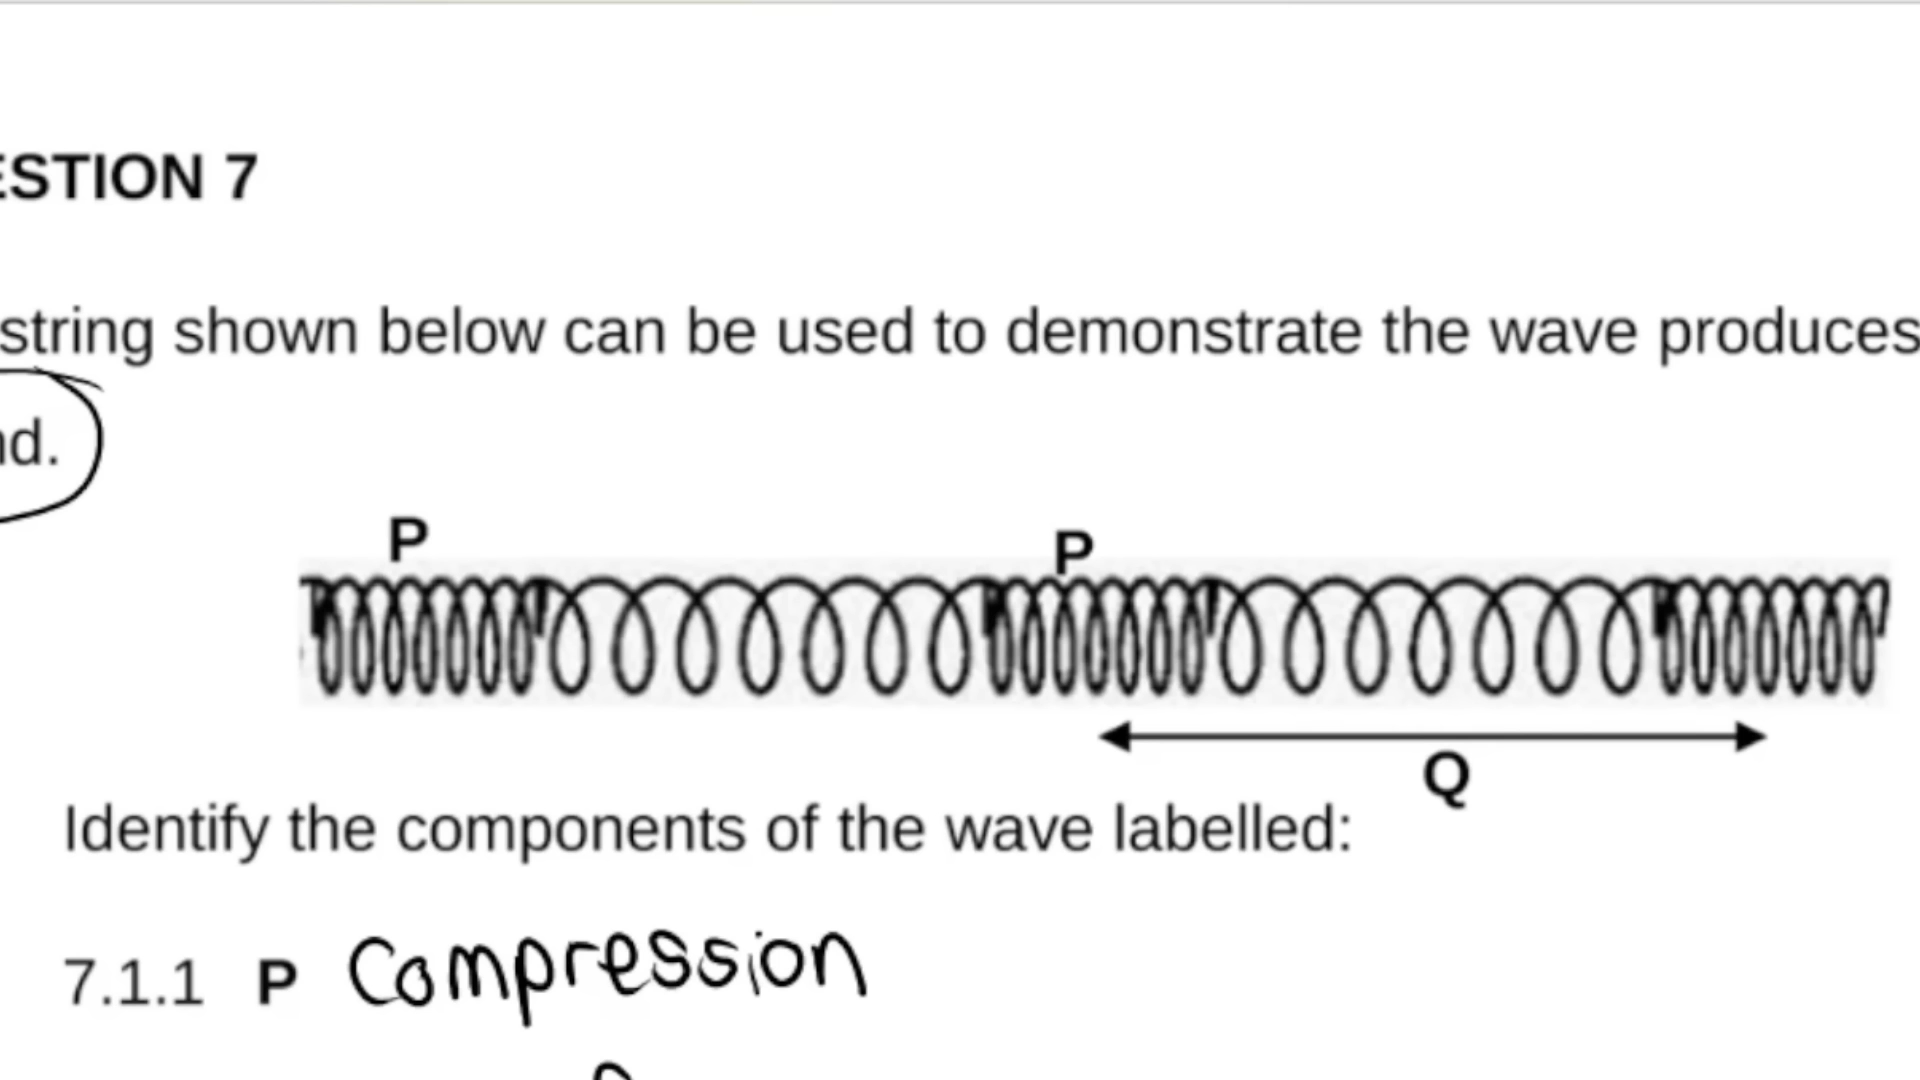 ESTION 7
string shown below can be used to demonstrate the wave produces
nd.
P P
Q
Identify the components of the wave labelled:
7.1.1 P Compression